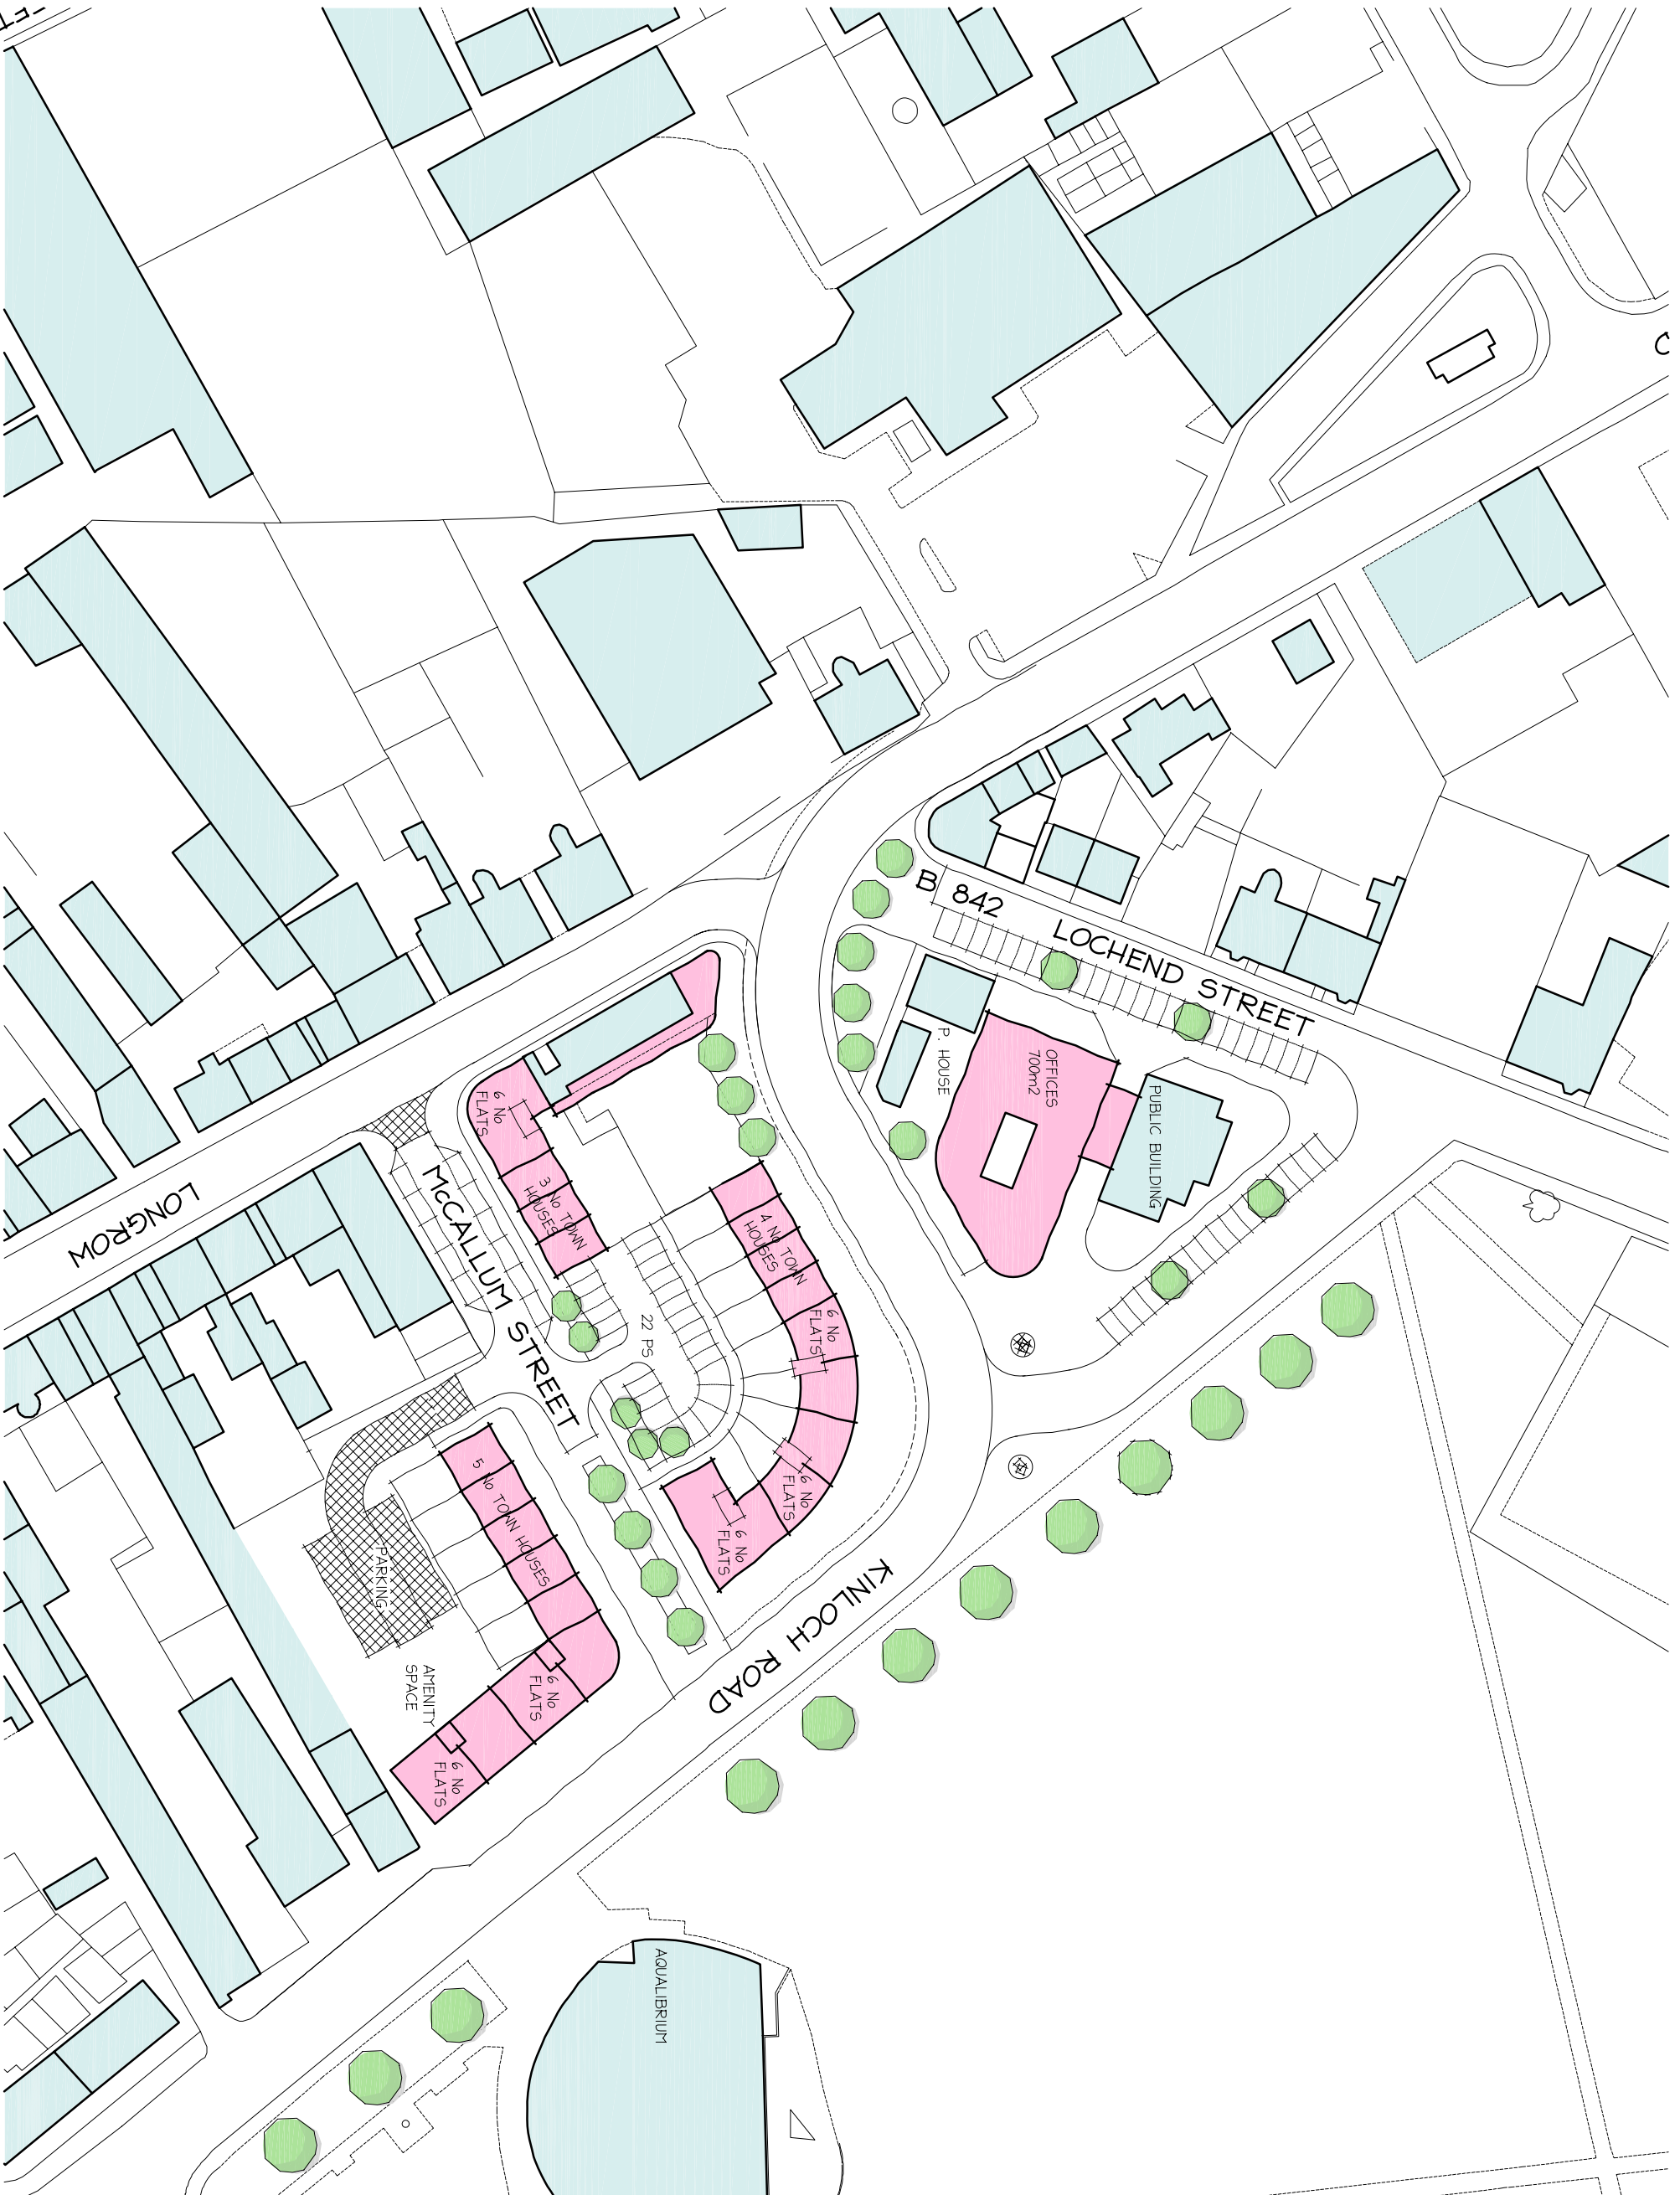 B 842
LOCHEND STREET
P. HOUSE
OFFICES
700m2
PUBLIC BUILDING
6 No
FLATS
3 No TOWN
HOUSES
4 No TOWN
HOUSES
6 No
FLATS
22 PS
6 No
FLATS
6 No
FLATS
McCALLUM STREET
LONGROW
5 No TOWN HOUSES
PARKING
AMENITY
SPACE
6 No
FLATS
6 No
FLATS
KINLOCH ROAD
AQUALIBRIUM